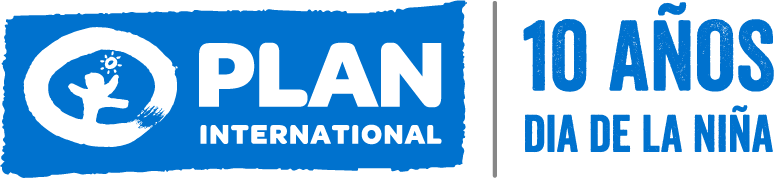 PLAN
INTERNATIONAL
10 AÑOS
DIA DE LA NIÑA